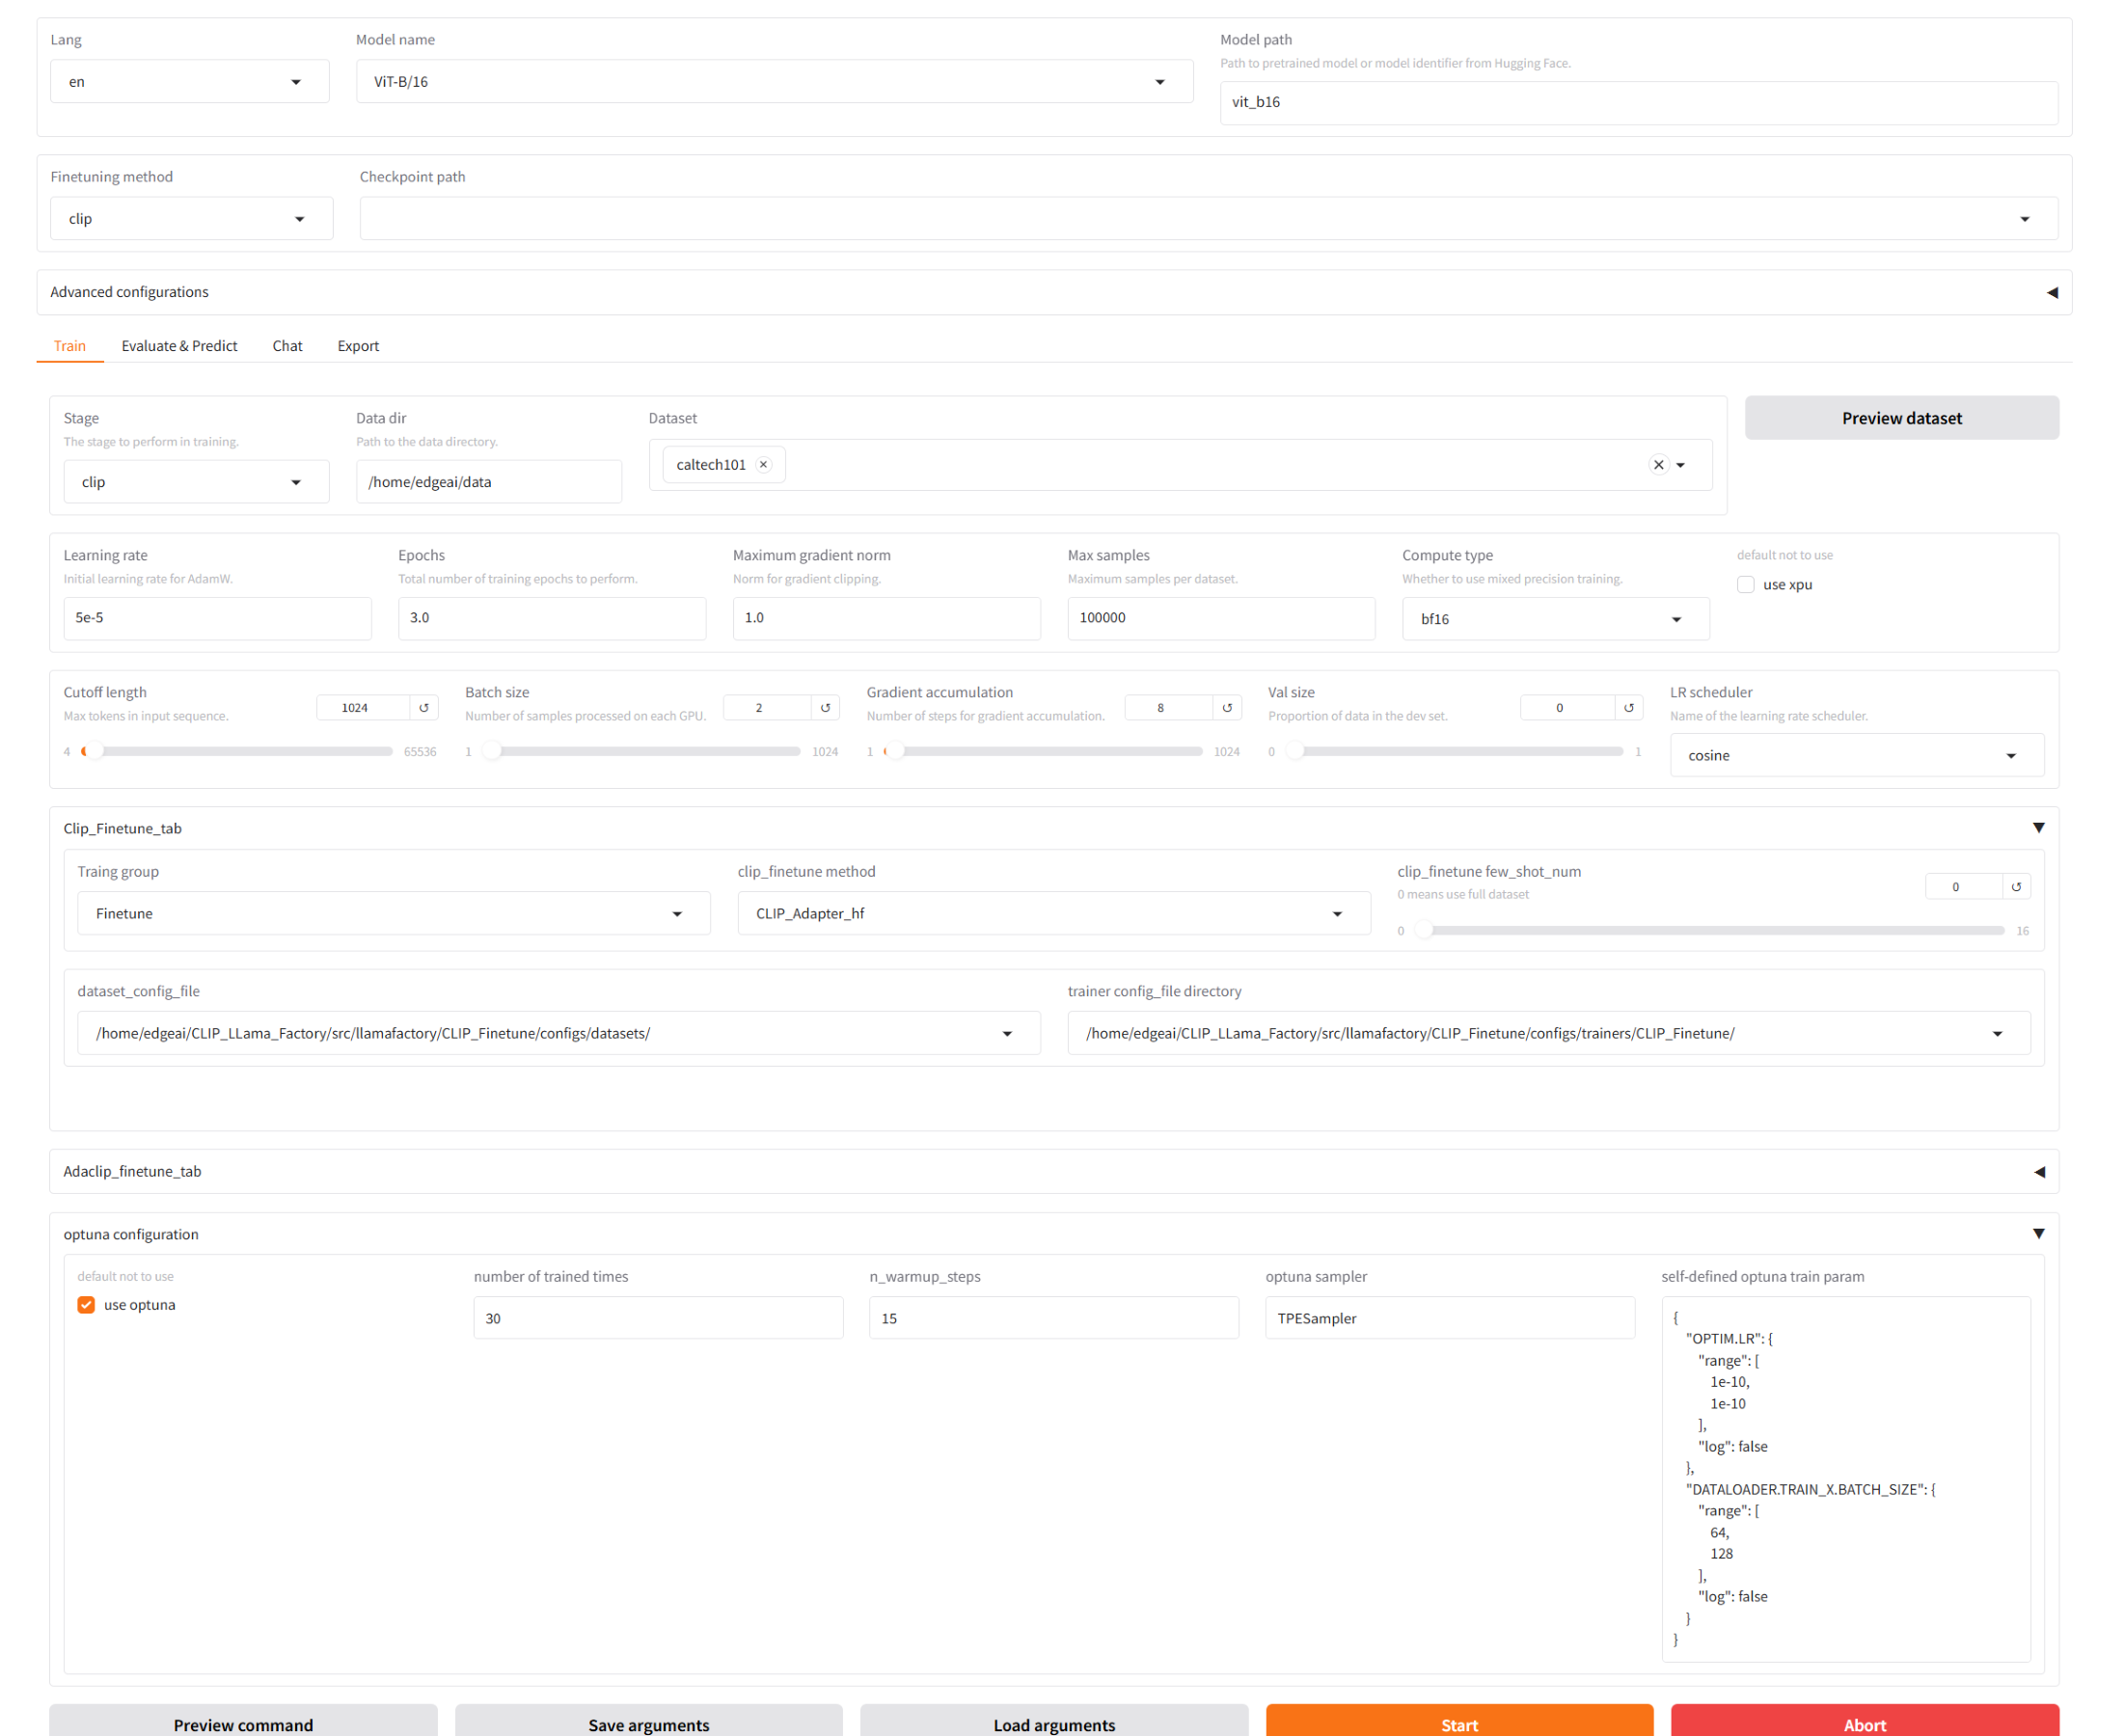 Lang
en
Model name
ViT-B/16
Model path
Path to pretrained model or model identifier from Hugging Face.
vit_b16
Finetuning method
clip
Checkpoint path
Advanced configurations
Train
Evaluate & Predict
Chat
Export
Stage
The stage to perform in training.
clip
Data dir
Path to the data directory.
/home/edgeai/data
Dataset
caltech101
Preview dataset
Learning rate
Initial learning rate for AdamW.
5e-5
Epochs
Total number of training epochs to perform.
3.0
Maximum gradient norm
Norm for gradient clipping.
1.0
Max samples
Maximum samples per dataset.
100000
Compute type
Whether to use mixed precision training.
bf16
default not to use
use xpu
Cutoff length
Max tokens in input sequence.
1024
4
65536
Batch size
Number of samples processed on each GPU.
2
1
1024
Gradient accumulation
Number of steps for gradient accumulation.
8
1
1024
Val size
Proportion of data in the dev set.
0
0
1
LR scheduler
Name of the learning rate scheduler.
cosine
Clip_Finetune_tab
Traing group
Finetune
clip_finetune method
CLIP_Adapter_hf
clip_finetune few_shot_num
0 means use full dataset
0
0
16
dataset_config_file
/home/edgeai/CLIP_LLama_Factory/src/llamafactory/CLIP_Finetune/configs/datasets/
trainer config_file directory
/home/edgeai/CLIP_LLama_Factory/src/llamafactory/CLIP_Finetune/configs/trainers/CLIP_Finetune/
Adaclip_finetune_tab
optuna configuration
default not to use
use optuna
number of trained times
30
n_warmup_steps
15
optuna sampler
TPESampler
self-defined optuna train param
{
"OPTIM.LR": {
"range": [
1e-10,
1e-10
],
"log": false
},
"DATALOADER.TRAIN_X.BATCH_SIZE": {
"range": [
64,
128
],
"log": false
}
}
Preview command
Save arguments
Load arguments
Start
Abort